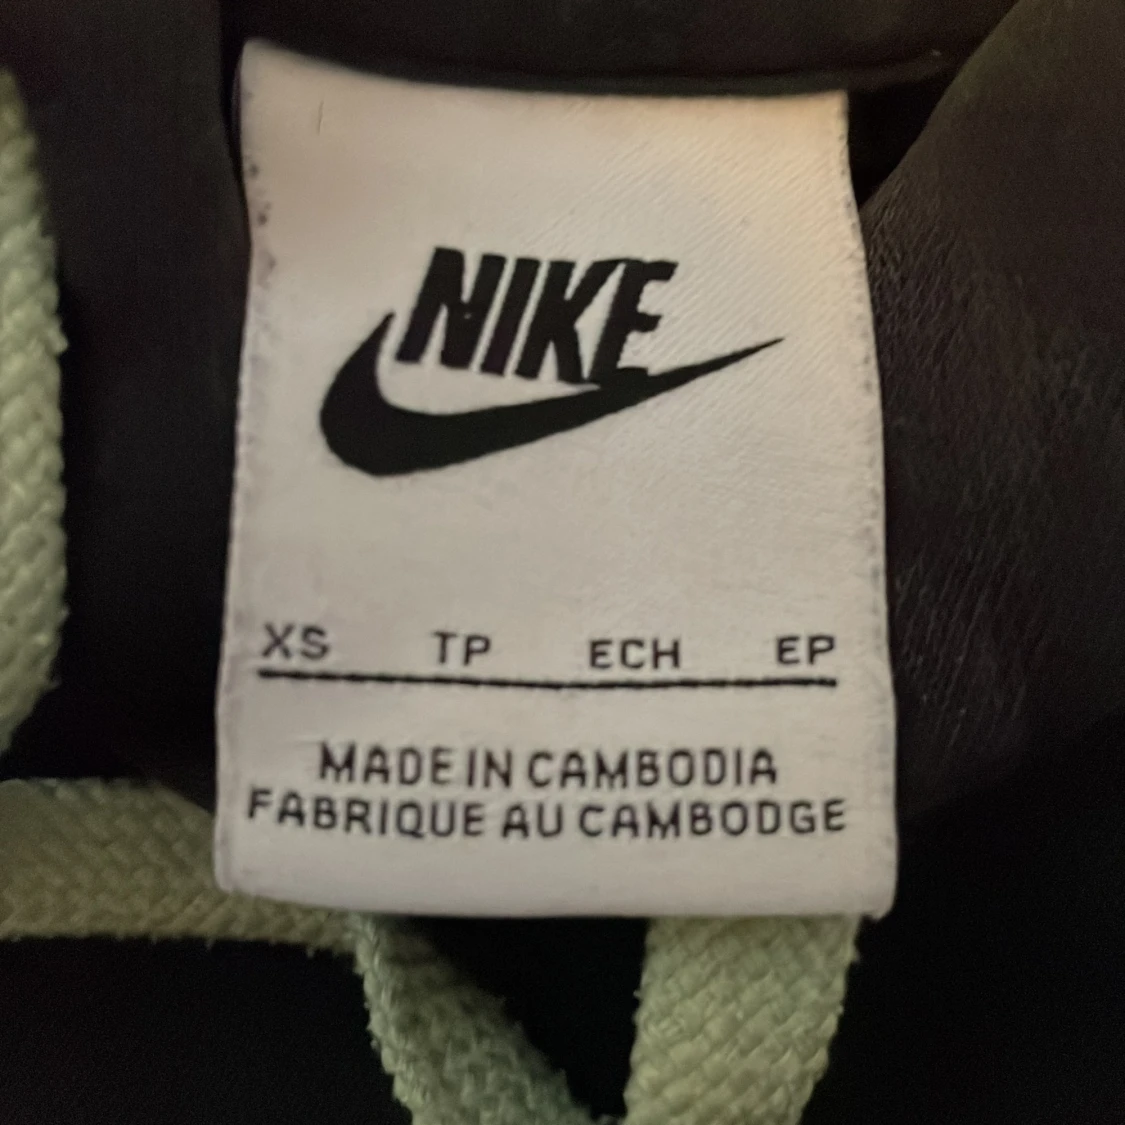 NIKE
XS TP ECH EP
MADE IN CAMBODIA
FABRIQUE AU CAMBODGE